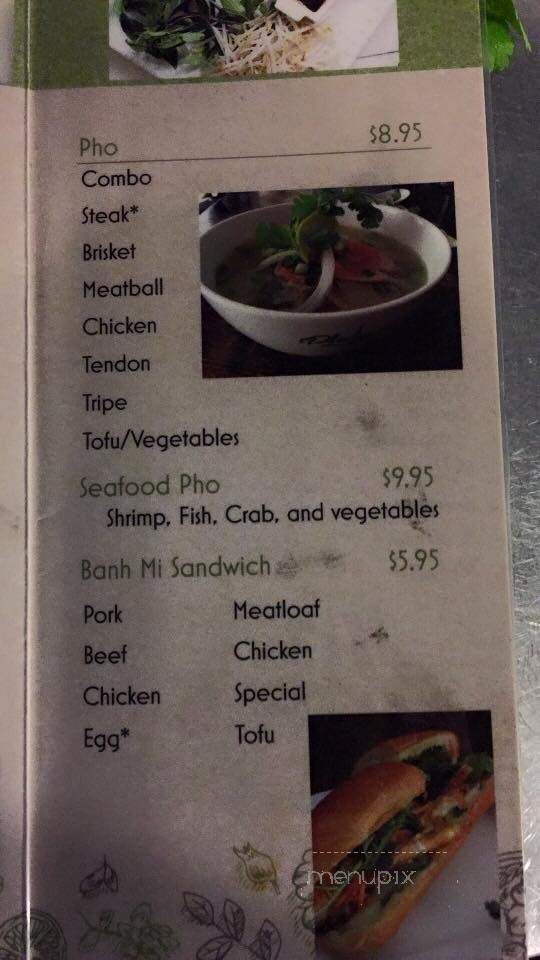 Pho $8.95
Combo
Steak*
Brisket
Meatball
Chicken
Tendon
Tripe
Tofu/Vegetables
Seafood Pho $9.95
Shrimp, Fish, Crab, and vegetables
Banh Mi Sandwich $5.95
Pork Meatloaf
Beef Chicken
Chicken Special
Egg* Tofu
menupix